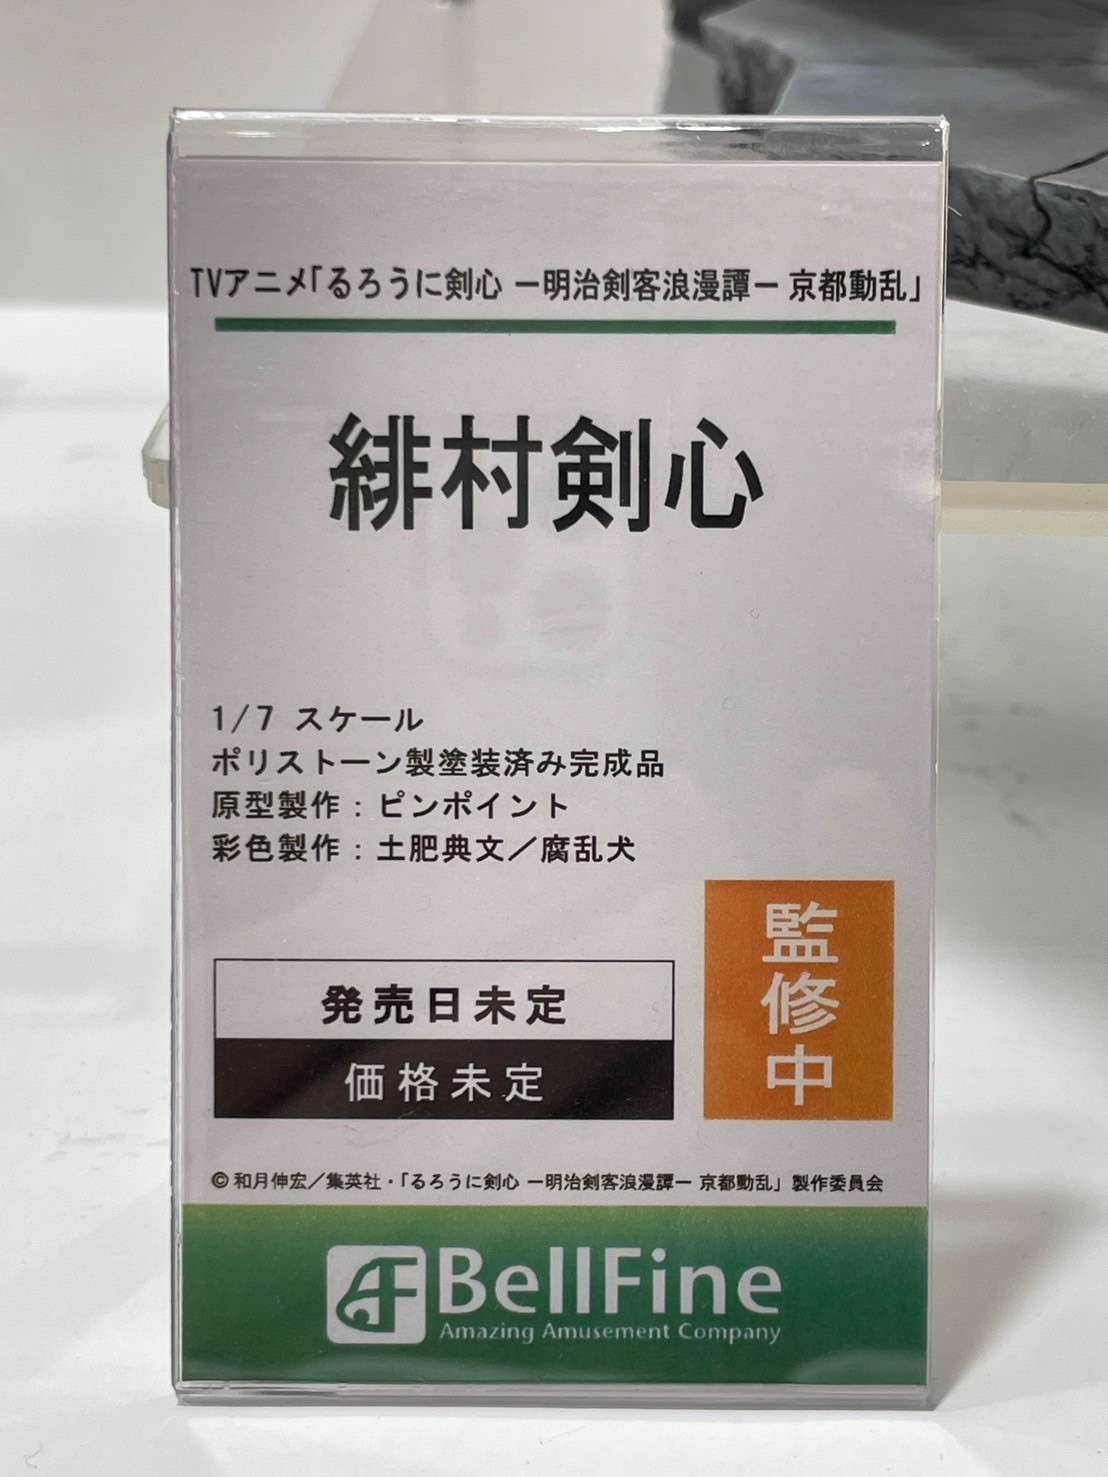 TVアニメ「るろうに剣心 ー明治剣客浪漫譚ー 京都動乱」
緋村剣心
1/7 スケール
ポリストーン製塗装済み完成品
原型製作：ピンポイント
彩色製作：土肥典文／腐乱犬
監修中
発売日未定
価格未定
©和月伸宏／集英社・「るろうに剣心 ー明治剣客浪漫譚ー 京都動乱」製作委員会
AF BellFine
Amazing Amusement Company